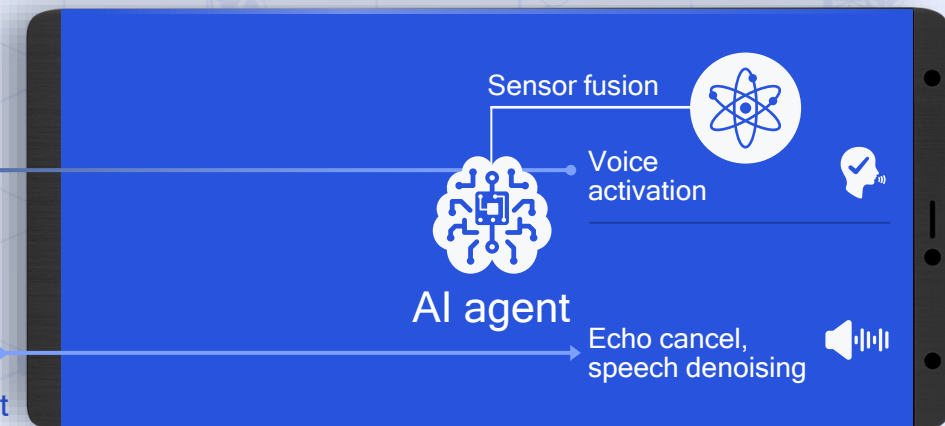 Sensor fusion
Voice
activation
AI agent
Echo cancel,
speech denoising
t